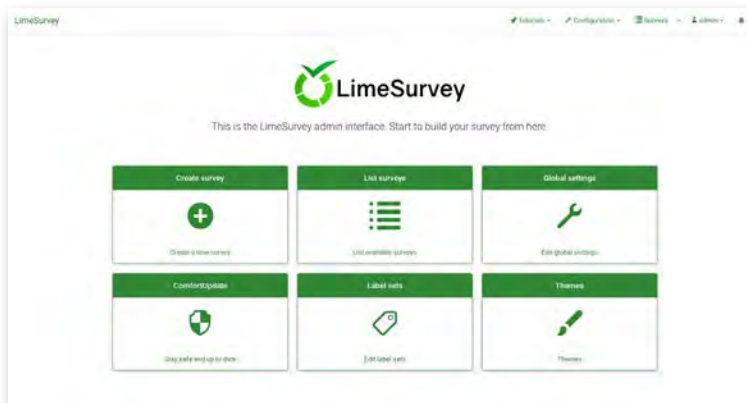 LimeSurvey
Tutorials Configuration Surveys admin
LimeSurvey
This is the LimeSurvey admin interface. Start to build your survey from here.
Create survey List surveys Global settings
Create a new survey List available surveys Edit global settings
ComfortUpdate Label sets Themes
Stay safe and up to date Edit label sets Themes